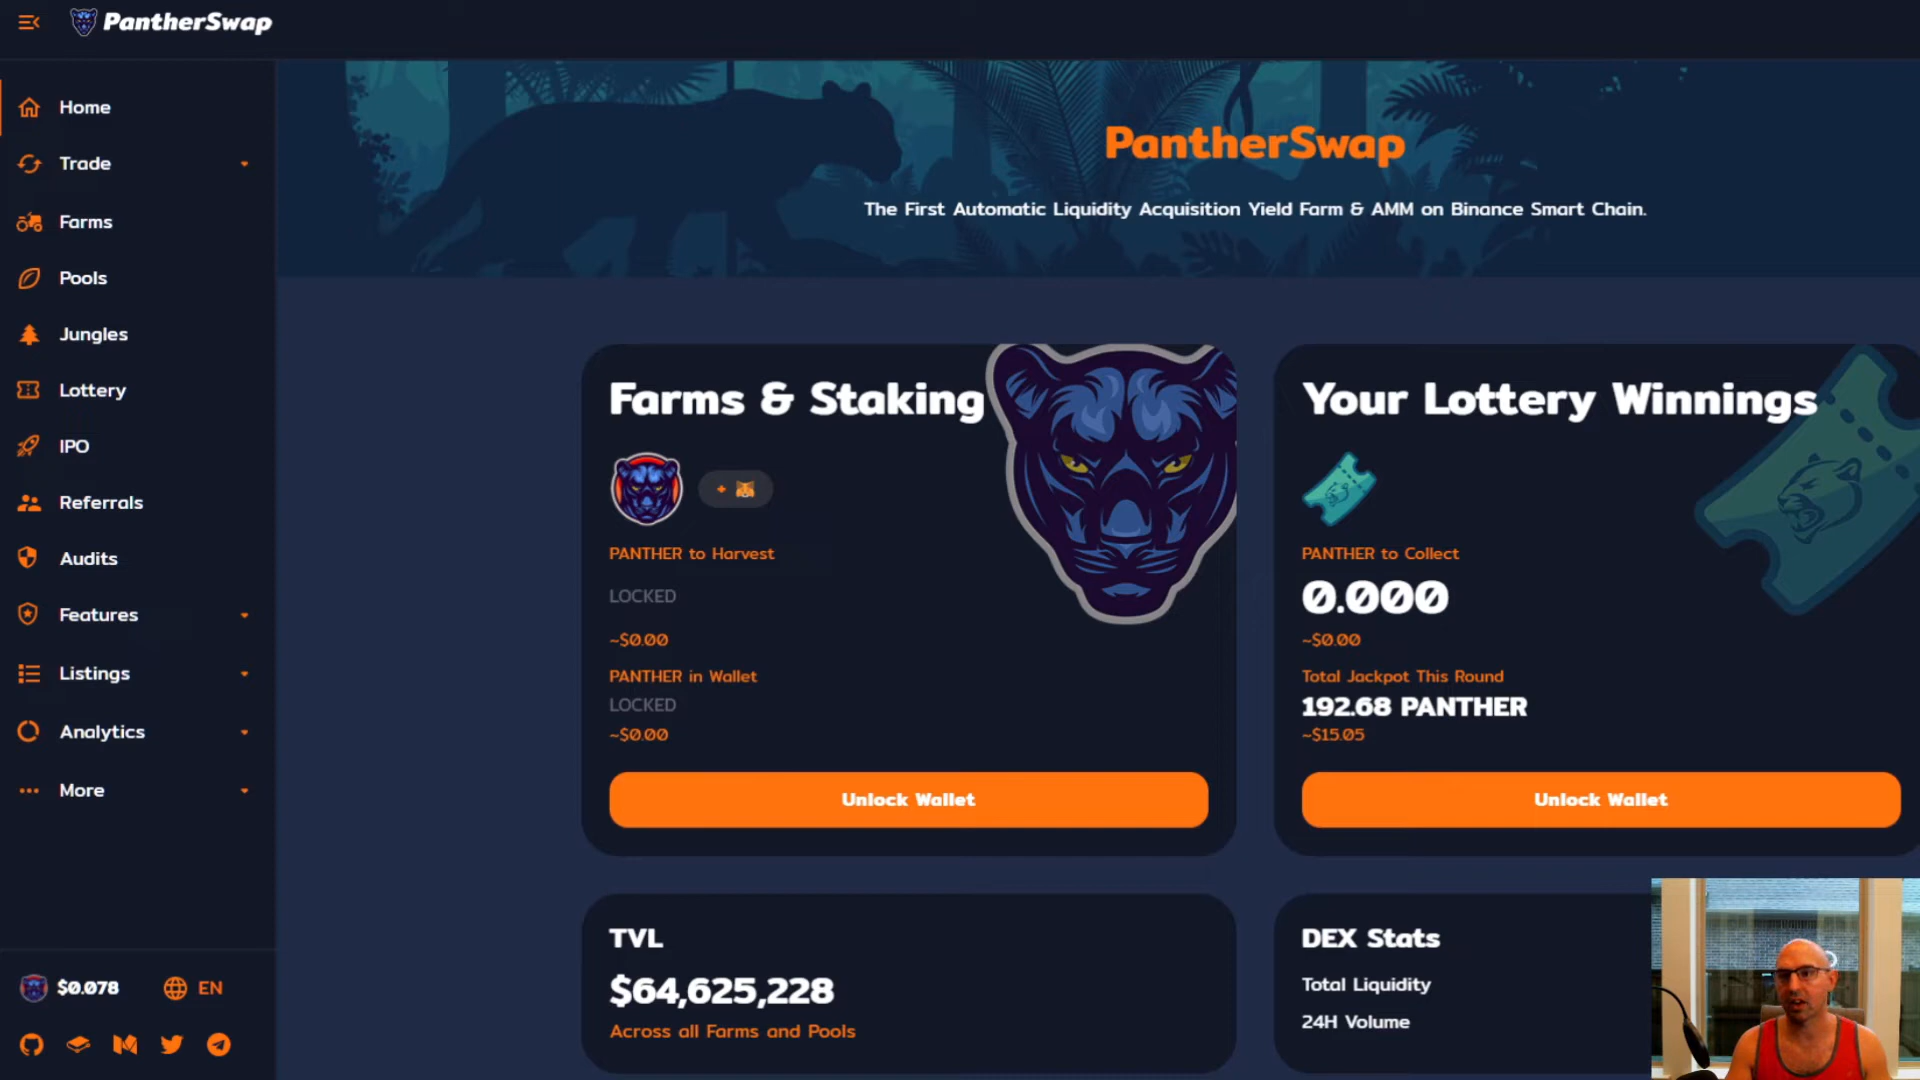 PantherSwap
Home
Trade
Farms
Pools
Jungles
Lottery
IPO
Referrals
Audits
Features
Listings
Analytics
More
$0.078
EN
PantherSwap
The First Automatic Liquidity Acquisition Yield Farm & AMM on Binance Smart Chain.
Farms & Staking
+
PANTHER to Harvest
LOCKED
~$0.00
PANTHER in Wallet
LOCKED
~$0.00
Unlock Wallet
Your Lottery Winnings
PANTHER to Collect
0.000
~$0.00
Total Jackpot This Round
192.68 PANTHER
~$15.05
Unlock Wallet
TVL
$64,625,228
Across all Farms and Pools
DEX Stats
Total Liquidity
24H Volume